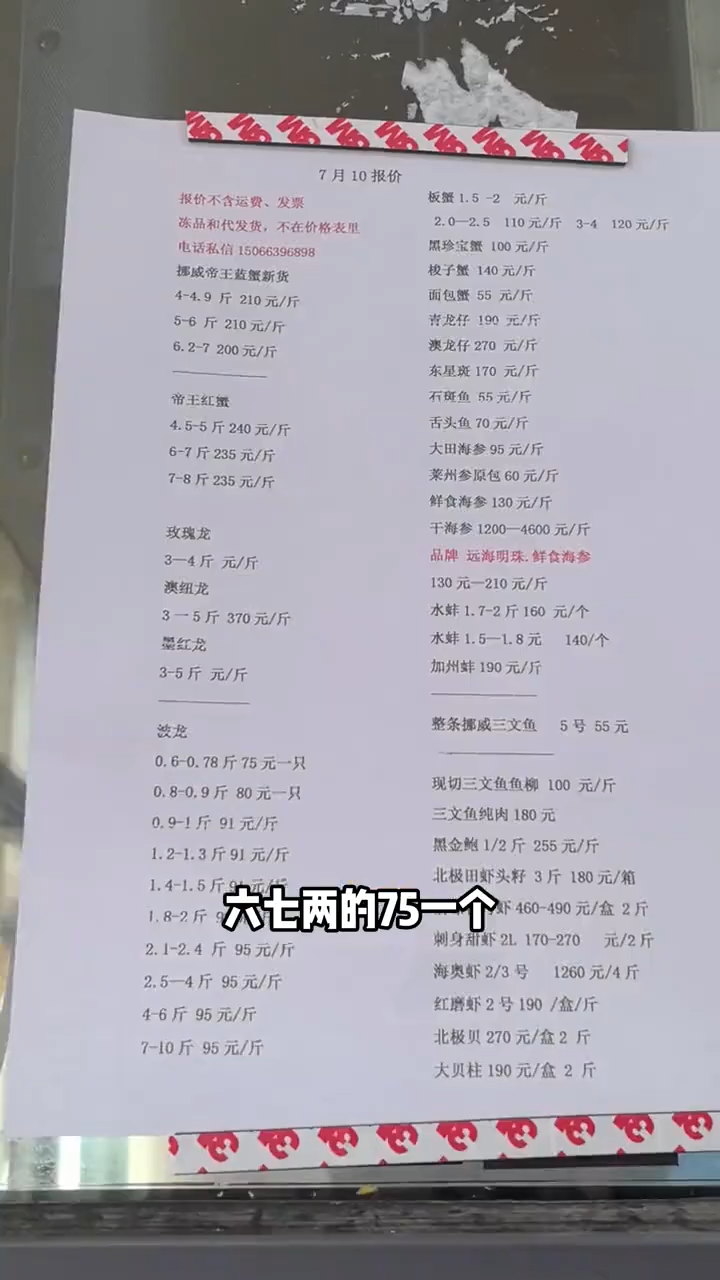 7月10报价
报价不含运费、发票
冻品和代发货，不在价格表里
电话私信 15066396898
挪威帝王蓝蟹新货
4-4.9 斤 210 元/斤
5-6 斤 210 元/斤
6.2-7 200 元/斤
帝王红蟹
4.5-5 斤 240 元/斤
6-7 斤 235 元/斤
7-8 斤 235 元/斤
玫瑰龙
3—4 斤 元/斤
澳纽龙
3 一 5 斤 370 元/斤
墨红龙
3-5 斤 元/斤
波龙
0.6-0.78 斤 75 元一只
0.8-0.9 斤 80 元一只
0.9-1 斤 91 元/斤
1.2-1.3 斤 91 元/斤
1.4-1.5 斤 91 元/斤
1.8-2 斤
2.1-2.4 斤 95 元/斤
2.5—4 斤 95 元/斤
4-6 斤 95 元/斤
7-10 斤 95 元/斤
板蟹 1.5 -2 元/斤
2.0—2.5 110 元/斤 3-4 120 元/斤
黑珍宝蟹 100 元/斤
梭子蟹 140 元/斤
面包蟹 55 元/斤
青龙仔 190 元/斤
澳龙仔 270 元/斤
东星斑 170 元/斤
石斑鱼 55 元/斤
舌头鱼 70 元/斤
大田海参 95 元/斤
莱州参原包 60 元/斤
鲜食海参 130 元/斤
干海参 1200—4600 元/斤
品牌 远海明珠.鲜食海参
130 元—210 元/斤
水蚌 1.7-2 斤 160 元/个
水蚌 1.5—1.8 元 140/个
加州蚌 190 元/斤
整条挪威三文鱼 5 号 55 元
现切三文鱼鱼柳 100 元/斤
三文鱼纯肉 180 元
黑金鲍 1/2 斤 255 元/斤
北极田虾头籽 3 斤 180 元/箱
虾 460-490 元/盒 2 斤
刺身甜虾 2L 170-270 元/2 斤
海奥虾 2/3 号 1260 元/4 斤
红磨虾 2 号 190 /盒/斤
北极贝 270 元/盒 2 斤
大贝柱 190 元/盒 2 斤
六七两的75一个